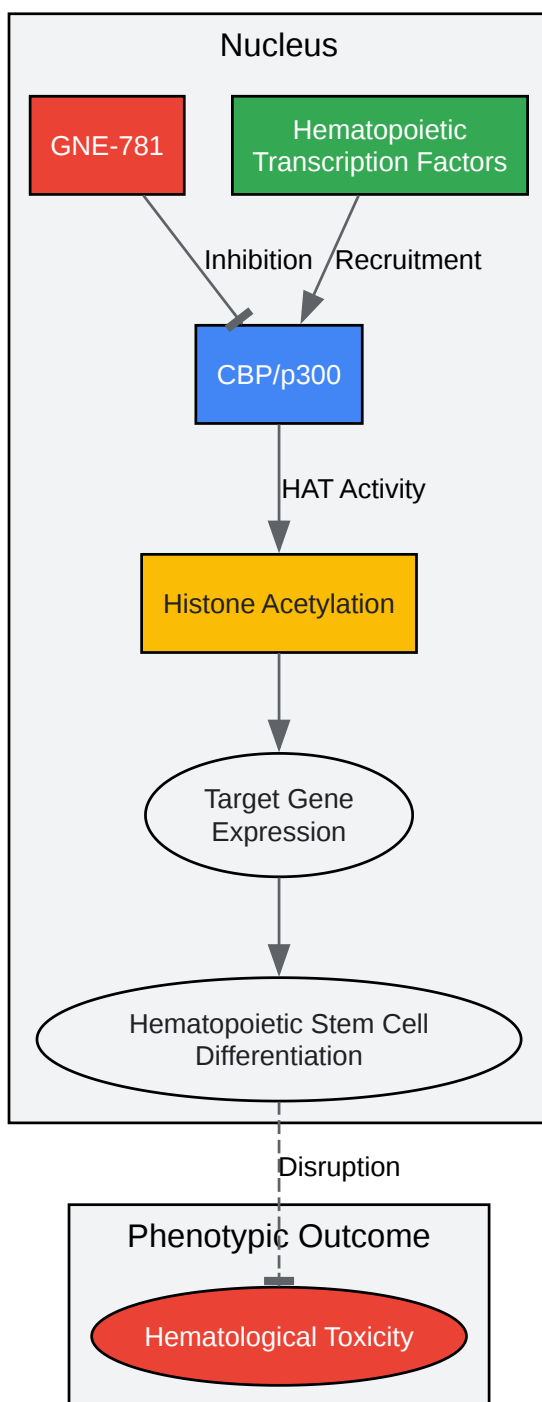 Nucleus
GNE-781
Hematopoietic
Transcription Factors
Inhibition
Recruitment
CBP/p300
HAT Activity
Histone Acetylation
Target Gene
Expression
Hematopoietic Stem Cell
Differentiation
Disruption
Phenotypic Outcome
Hematological Toxicity